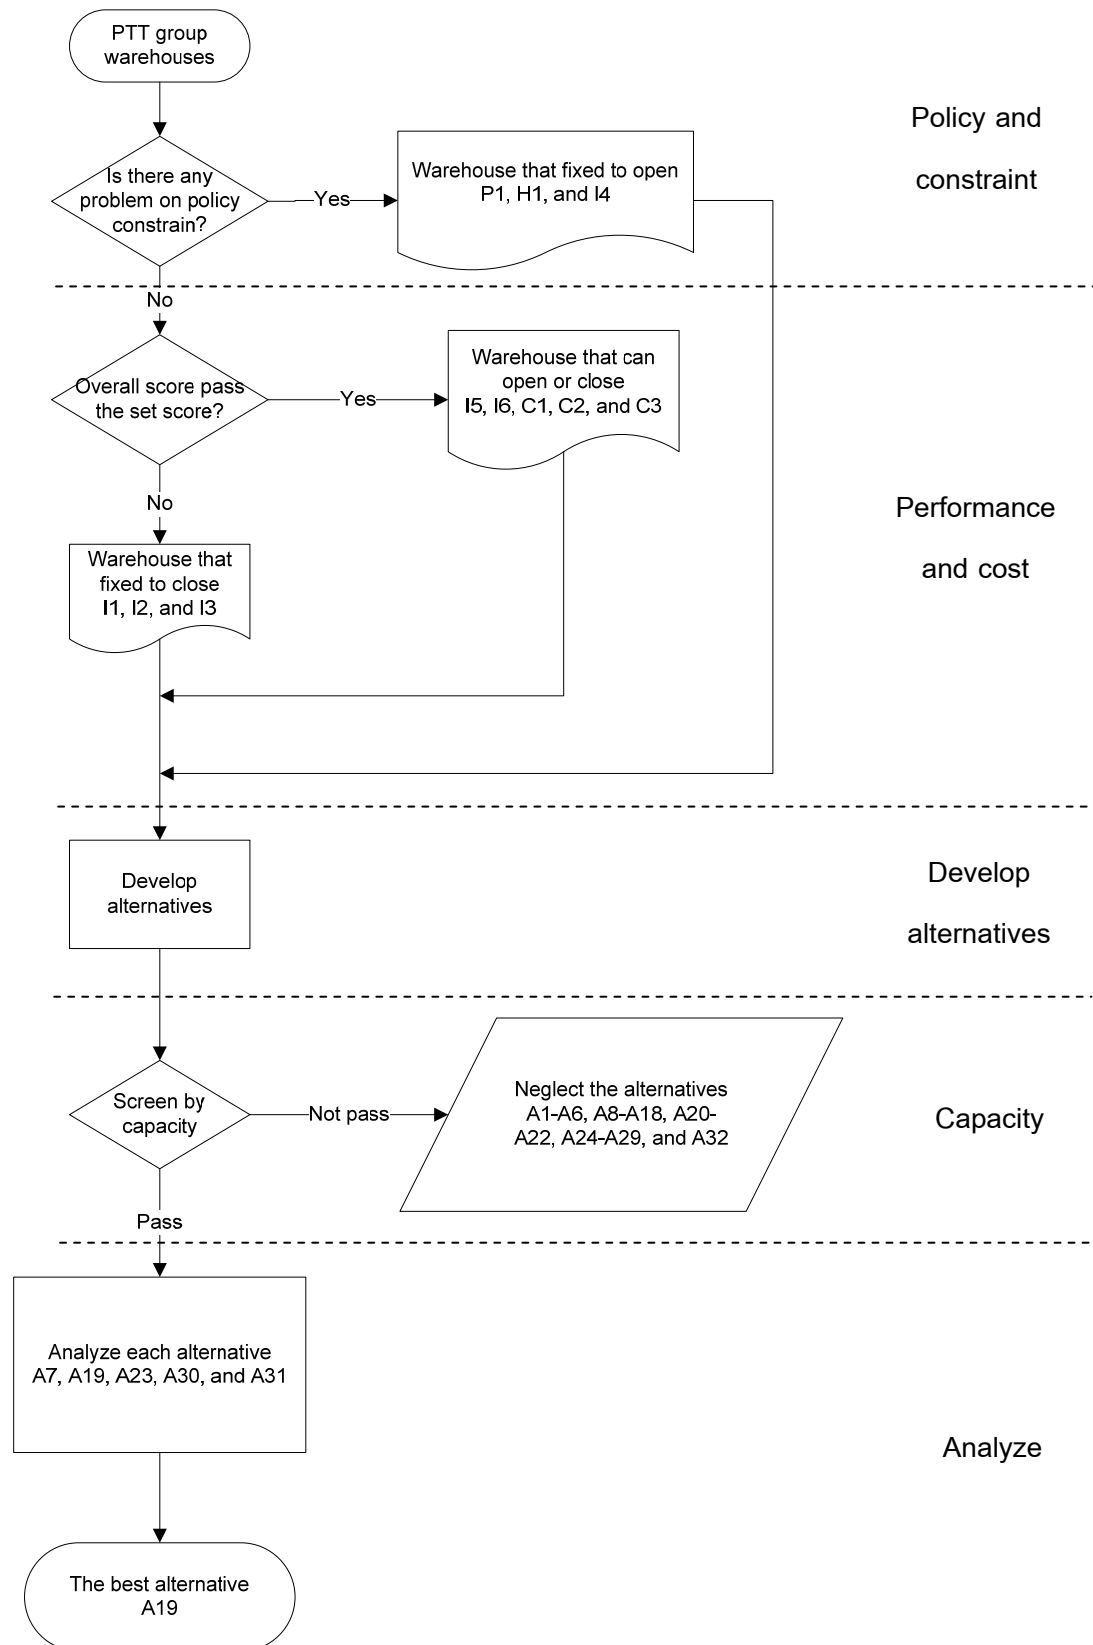 PTT group
warehouses
Policy and
constraint
Is there any
problem on policy
constrain?
Yes
Warehouse that fixed to open
P1, H1, and I4
No
Overall score pass
the set score?
Yes
Warehouse that can
open or close
I5, I6, C1, C2, and C3
No
Performance
and cost
Warehouse that
fixed to close
I1, I2, and I3
Develop
alternatives
Develop
alternatives
Screen by
capacity
Not pass
Neglect the alternatives
A1-A6, A8-A18, A20-
A22, A24-A29, and A32
Capacity
Pass
Analyze each alternative
A7, A19, A23, A30, and A31
Analyze
The best alternative
A19